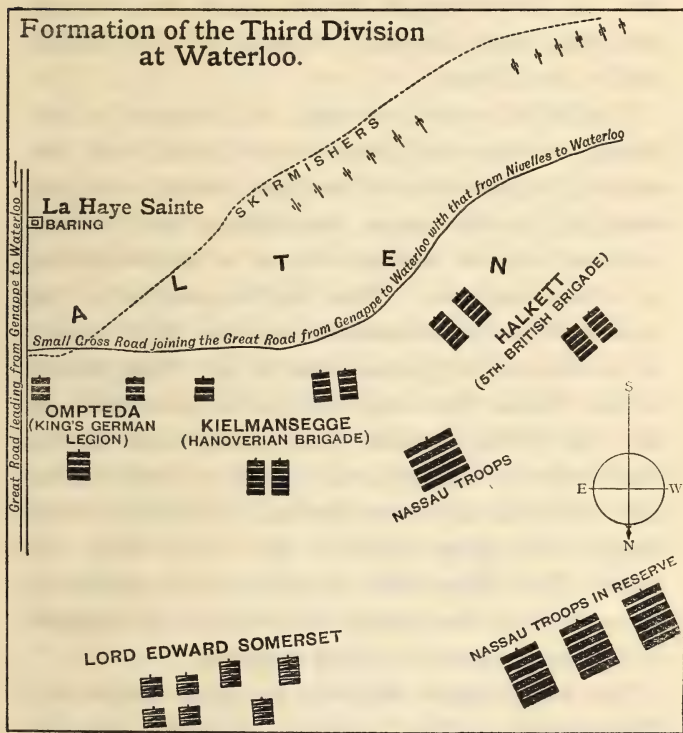 Formation of the Third Division
at Waterloo.
Great Road leading from Genappe to Waterloo
La Haye Sainte
BARING
SKIRMISHERS
ALTEN
Small Cross Road joining the Great Road from Genappe to Waterloo with that from Nivelles to Waterloo
HALKETT
(5TH. BRITISH BRIGADE)
OMPTEDA
(KING'S GERMAN
LEGION)
KIELMANSEGGE
(HANOVERIAN BRIGADE)
NASSAU TROOPS
S
E
W
N
NASSAU TROOPS IN RESERVE
LORD EDWARD SOMERSET